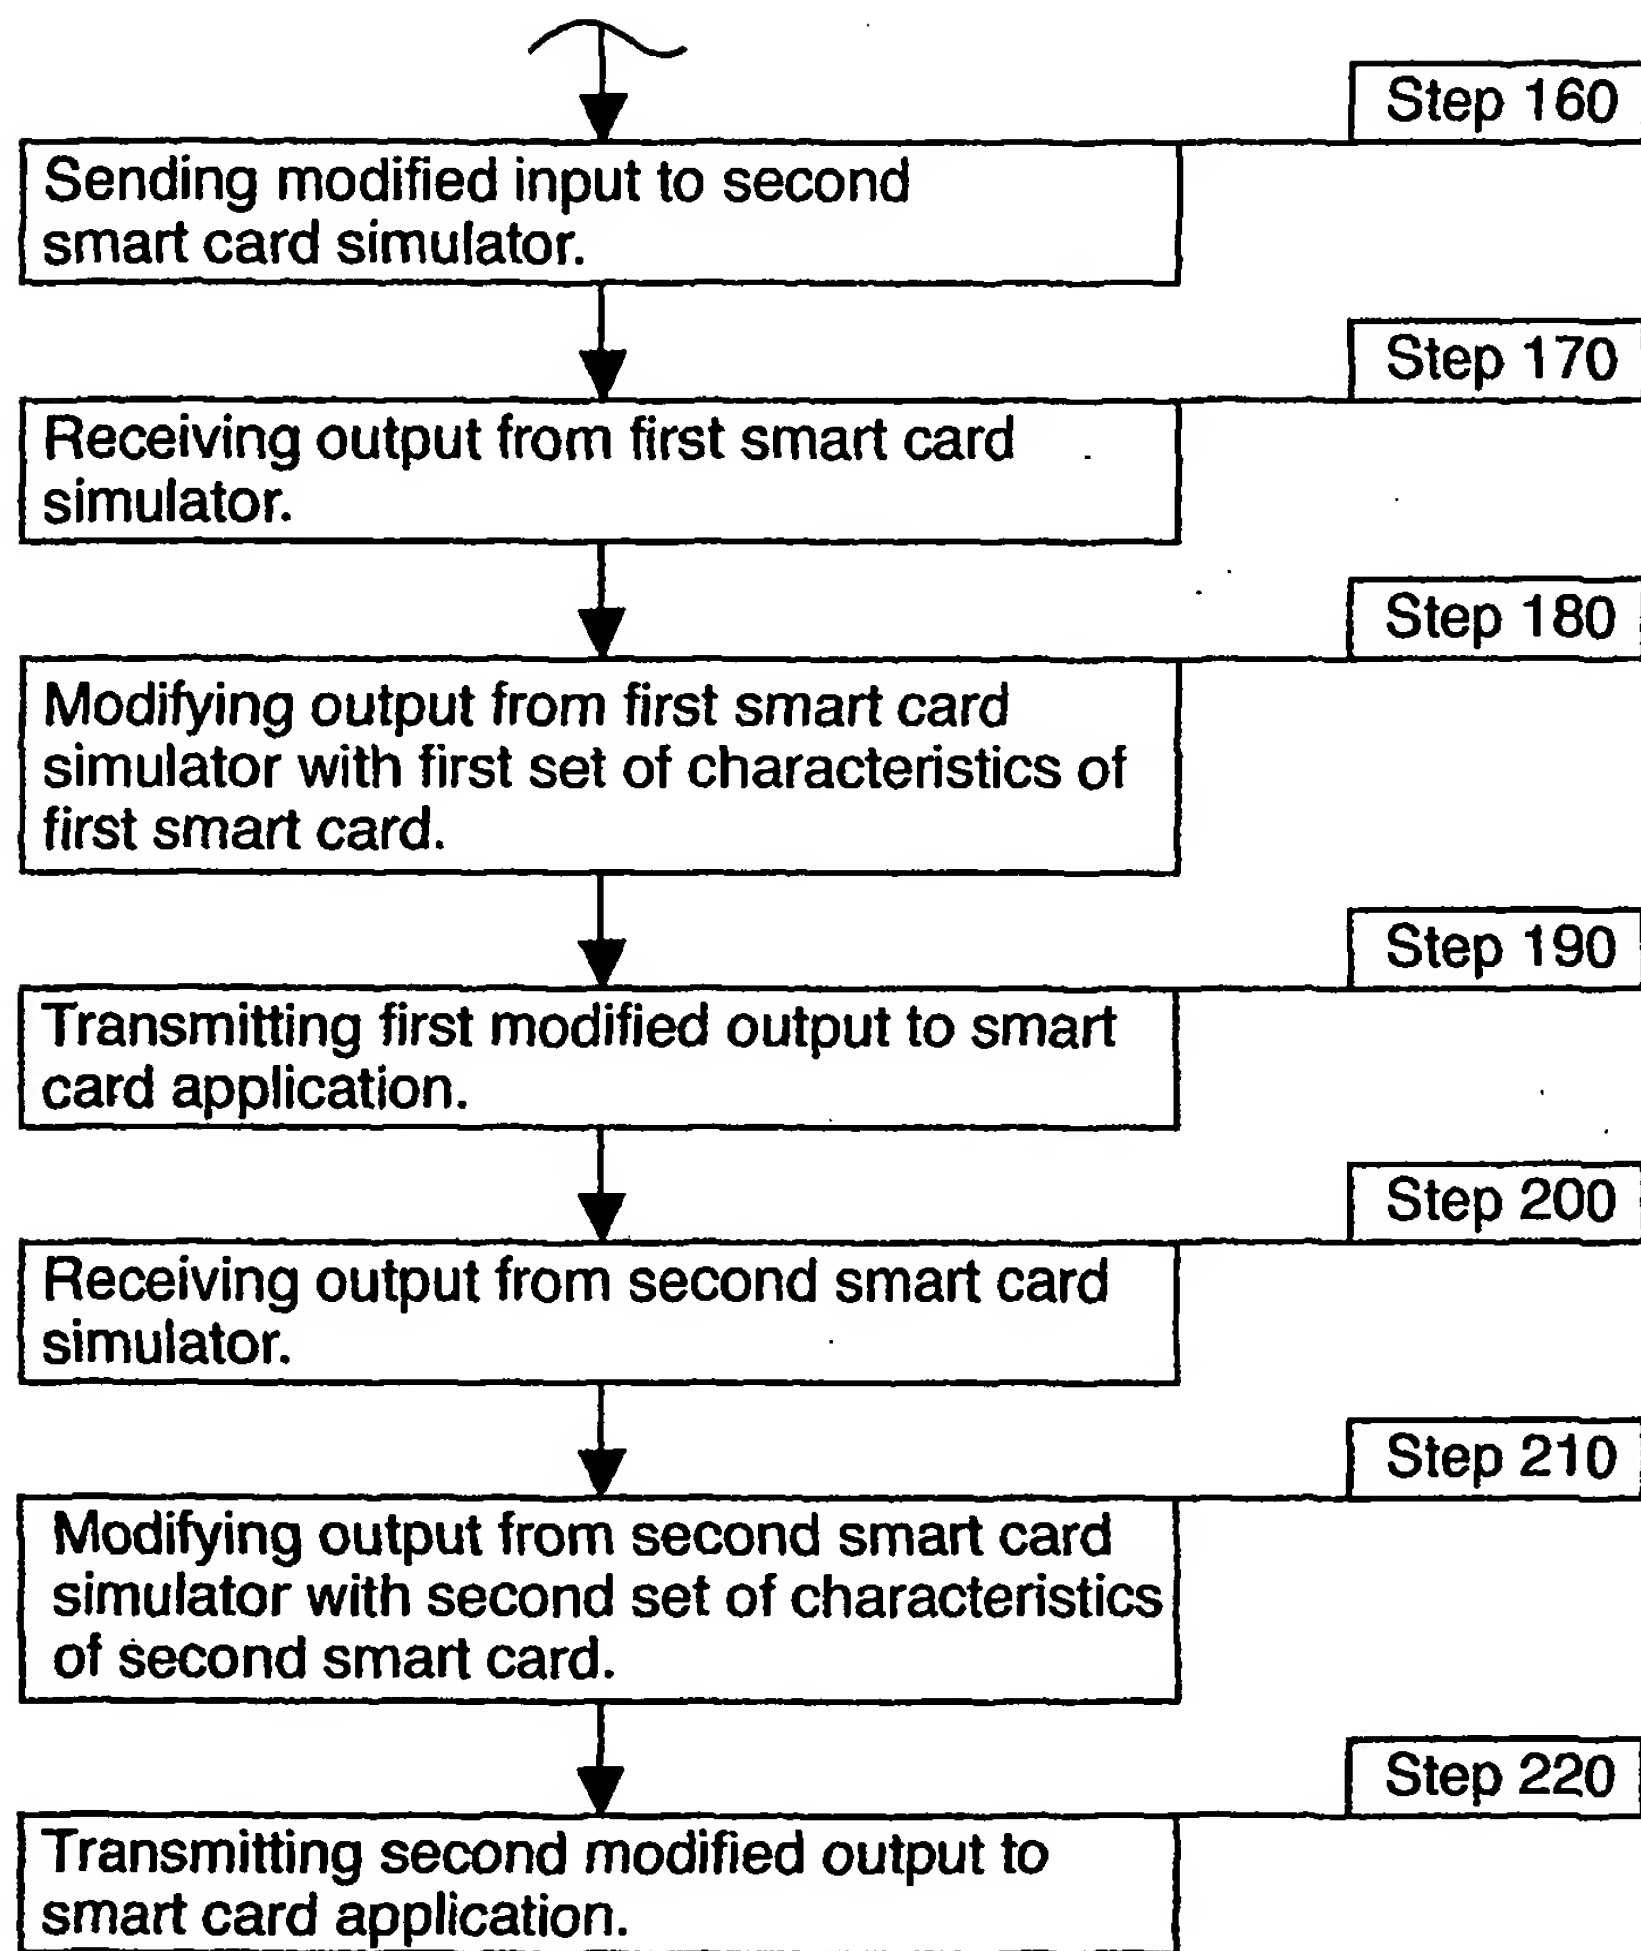 Step 160
Sending modified input to second
smart card simulator.
Step 170
Receiving output from first smart card
simulator.
Step 180
Modifying output from first smart card
simulator with first set of characteristics of
first smart card.
Step 190
Transmitting first modified output to smart
card application.
Step 200
Receiving output from second smart card
simulator.
Step 210
Modifying output from second smart card
simulator with second set of characteristics
of second smart card.
Step 220
Transmitting second modified output to
smart card application.